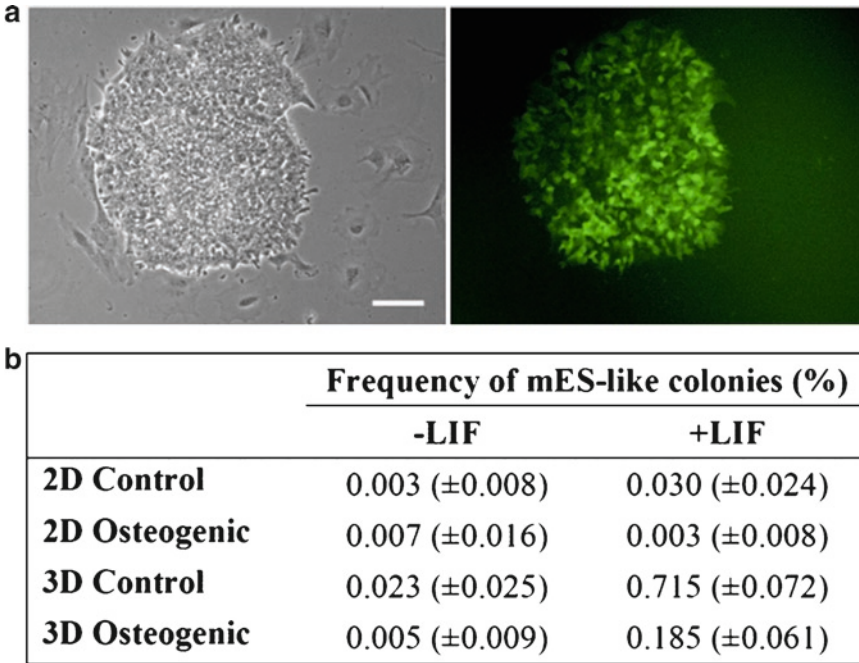 a
b
Frequency of mES-like colonies (%)
-LIF +LIF
2D Control 0.003 (±0.008) 0.030 (±0.024)
2D Osteogenic 0.007 (±0.016) 0.003 (±0.008)
3D Control 0.023 (±0.025) 0.715 (±0.072)
3D Osteogenic 0.005 (±0.009) 0.185 (±0.061)